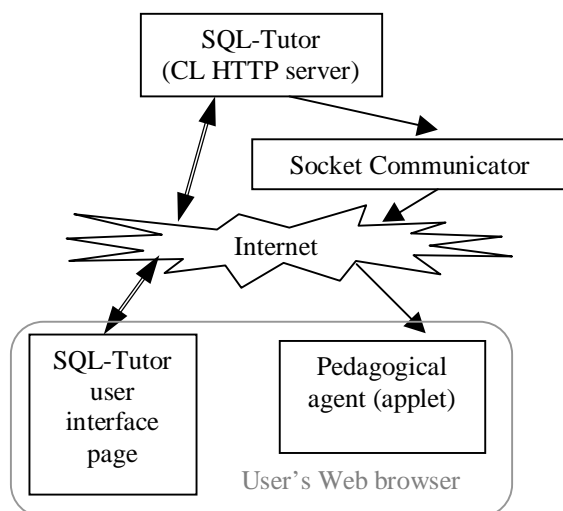 SQL-Tutor
(CL HTTP server)
Socket Communicator
Internet
SQL-Tutor
user
interface
page
Pedagogical
agent (applet)
User's Web browser